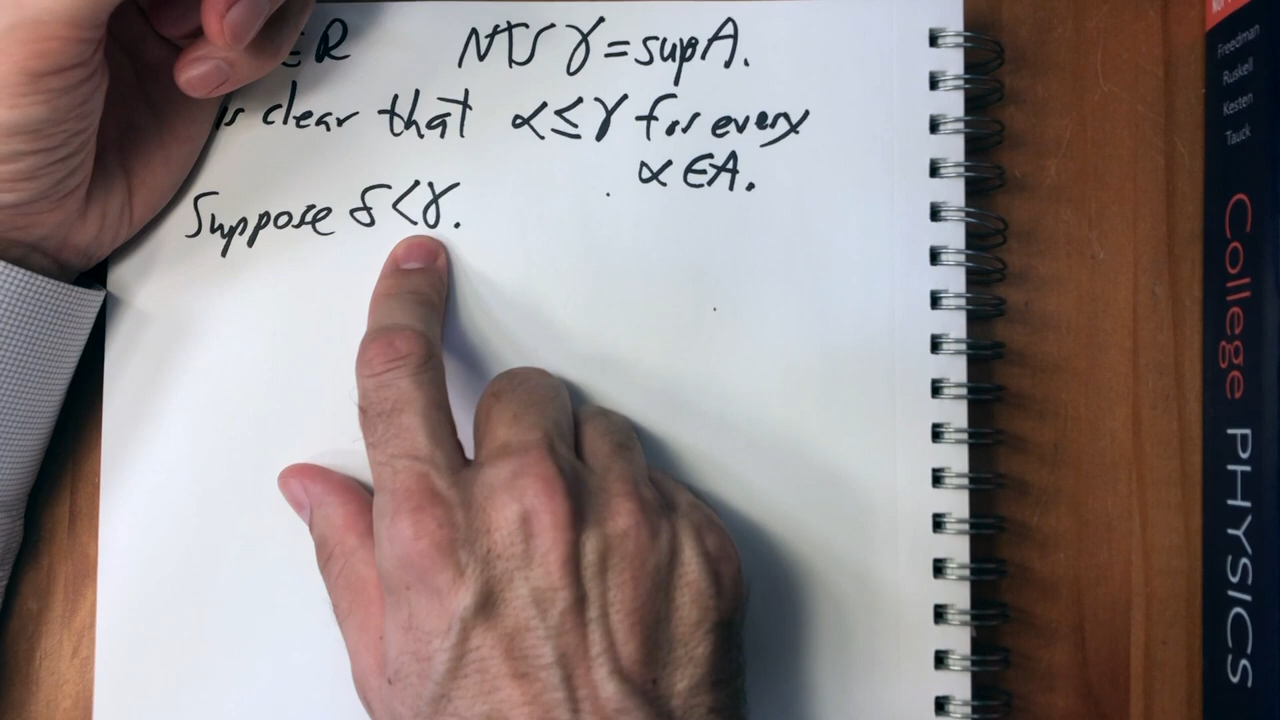 ∈R NTS γ=supA.
is clear that α≤γ for every
α∈A.
Suppose δ<γ.
Freedman
Ruskell
Kesten
Tauck
College PHYSICS